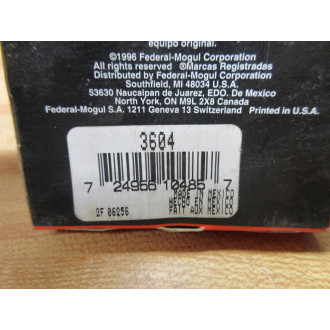 equipo original.
©1996 Federal-Mogul Corporation
All rights reserved ®Marcas Registradas
Distributed by Federal-Mogul Corporation
Southfield, MI 48034 U.S.A.
53630 Naucalpan de Juarez, EDO. De Mexico
North York, ON M9L 2X8 Canada
Federal-Mogul S.A. 1211 Geneva 13 Switzerland Printed in U.S.A.
3604
7 24956 10485 7
MADE IN MEXICO
HECHO EN MEXICO
FAIT AUX MEXICO
2F 06256